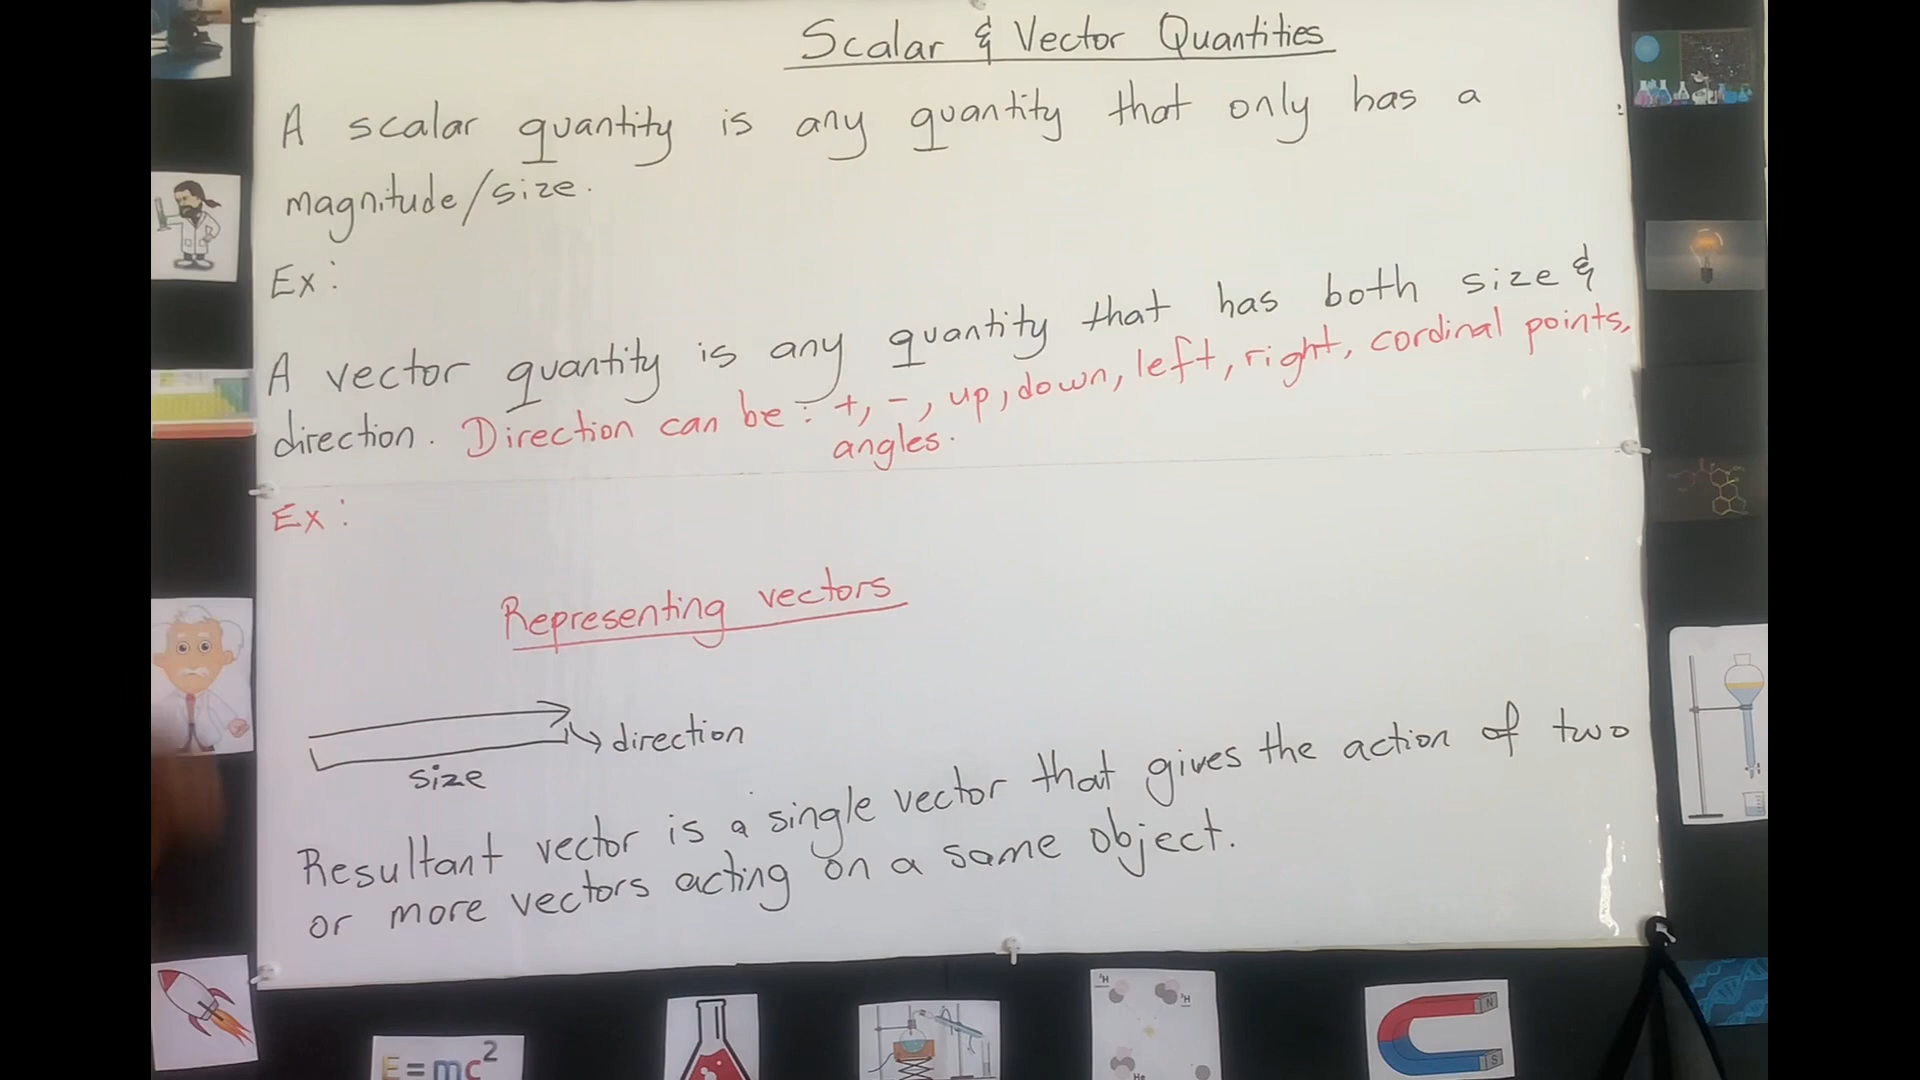 Scalar & Vector Quantities
A scalar quantity is any quantity that only has a
magnitude/size.
Ex:
A vector quantity is any quantity that has both size &
direction. Direction can be: +, -, up, down, left, right, cordinal points,
angles.
Ex:
Representing vectors
direction
size
Resultant vector is a single vector that gives the action of two
or more vectors acting on a same object.
E=mc²
N
S
¹H
²H
He